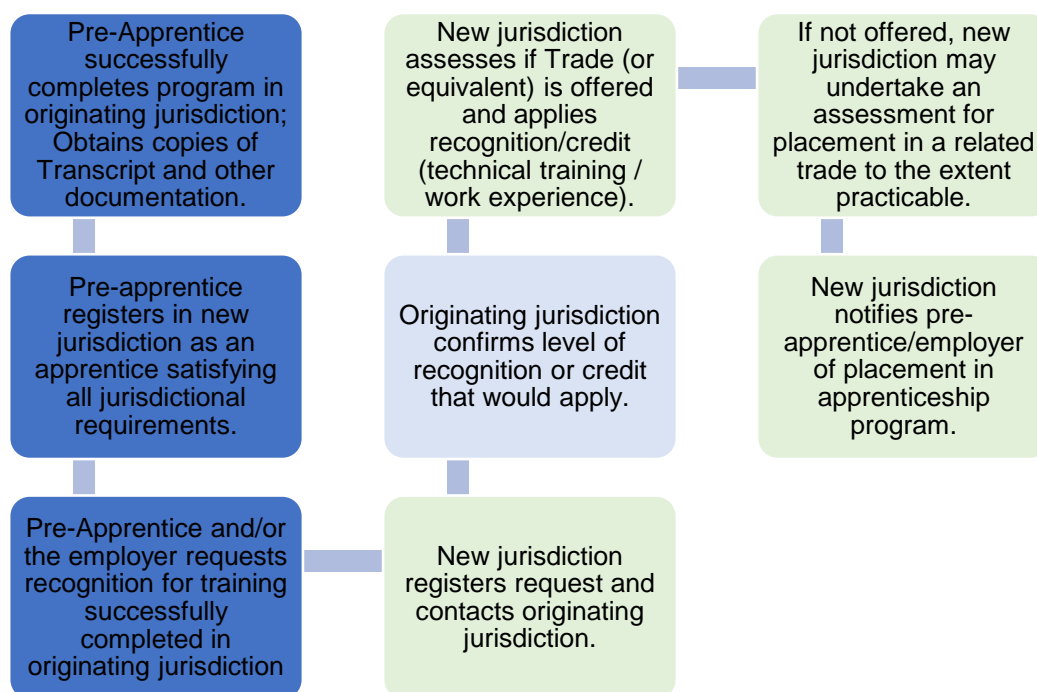 Pre-Apprentice
successfully
completes program in
originating jurisdiction;
Obtains copies of
Transcript and other
documentation.
Pre-apprentice
registers in new
jurisdiction as an
apprentice satisfying
all jurisdictional
requirements.
Pre-Apprentice and/or
the employer requests
recognition for training
successfully
completed in
originating jurisdiction
New jurisdiction
registers request and
contacts originating
jurisdiction.
Originating jurisdiction
confirms level of
recognition or credit
that would apply.
New jurisdiction
assesses if Trade (or
equivalent) is offered
and applies
recognition/credit
(technical training /
work experience).
If not offered, new
jurisdiction may
undertake an
assessment for
placement in a related
trade to the extent
practicable.
New jurisdiction
notifies pre-
apprentice/employer
of placement in
apprenticeship
program.